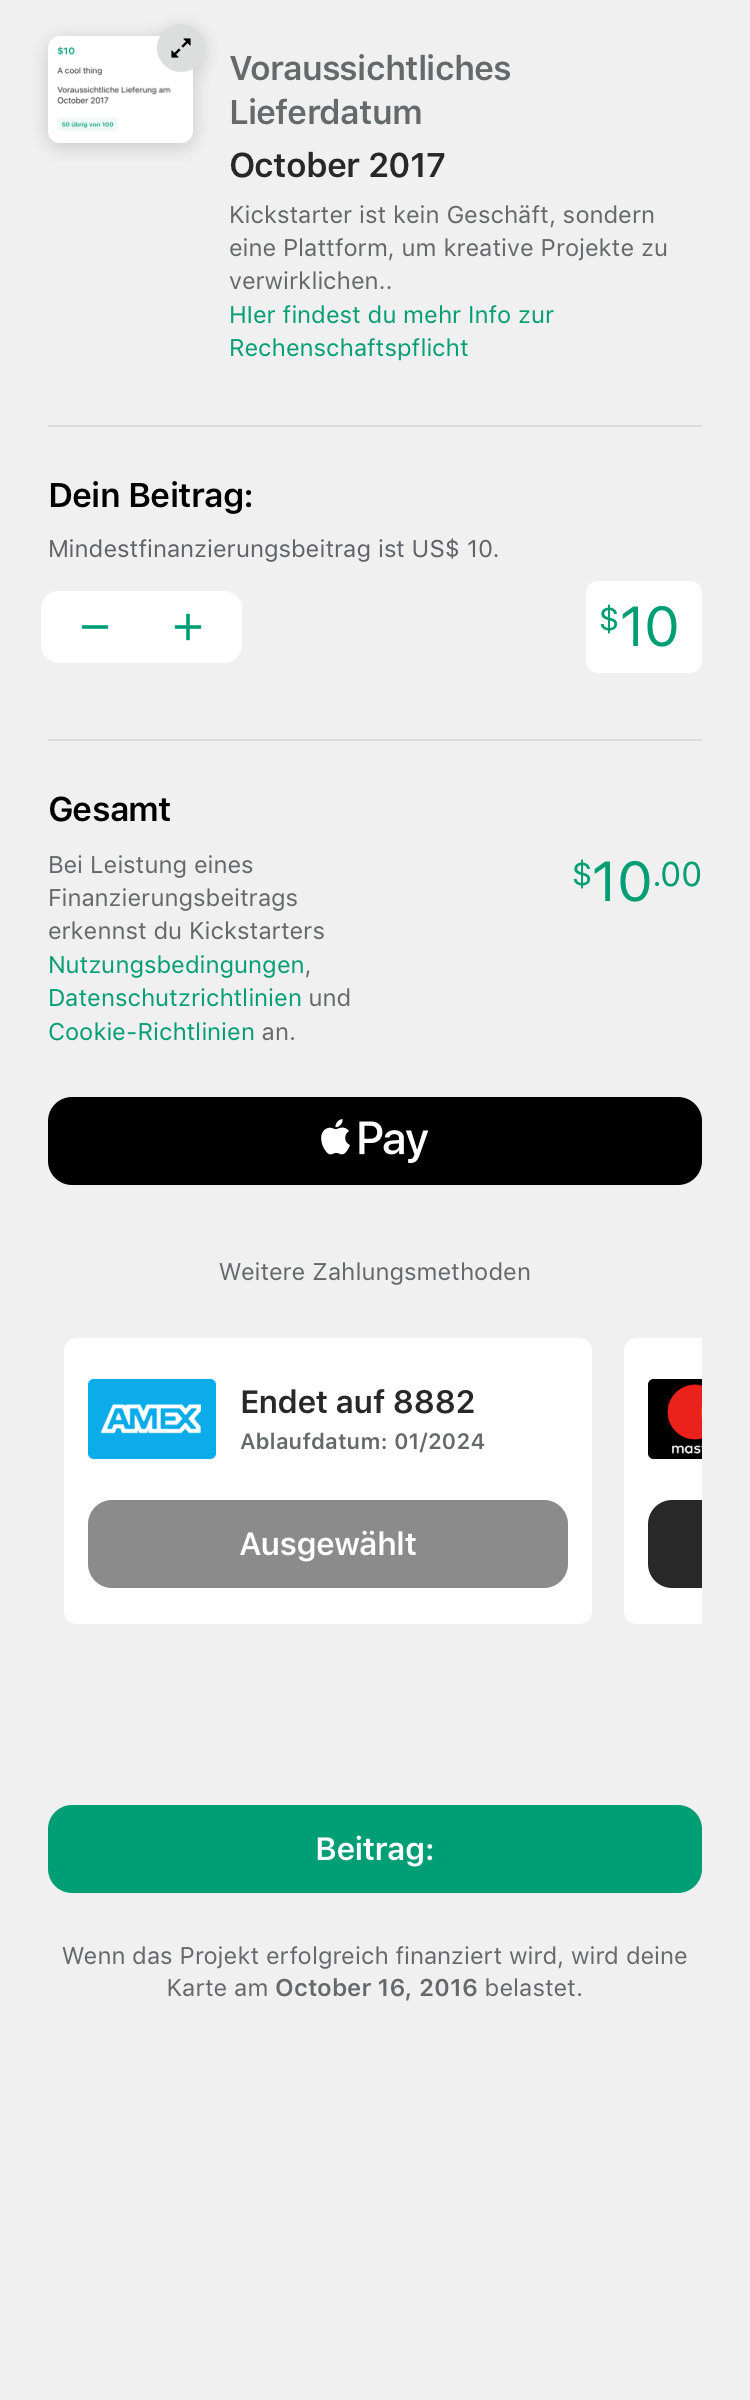 $10
A cool thing
Voraussichtliche Lieferung am
October 2017
50 übrig von 100
Voraussichtliches
Lieferdatum
October 2017
Kickstarter ist kein Geschäft, sondern
eine Plattform, um kreative Projekte zu
verwirklichen..
HIer findest du mehr Info zur
Rechenschaftspflicht
Dein Beitrag:
Mindestfinanzierungsbeitrag ist US$ 10.
− +
$10
Gesamt
Bei Leistung eines
Finanzierungsbeitrags
erkennst du Kickstarters
Nutzungsbedingungen,
Datenschutzrichtlinien und
Cookie-Richtlinien an.
$10.00
Pay
Weitere Zahlungsmethoden
AMEX
Endet auf 8882
Ablaufdatum: 01/2024
Ausgewählt
mas
Beitrag:
Wenn das Projekt erfolgreich finanziert wird, wird deine
Karte am October 16, 2016 belastet.